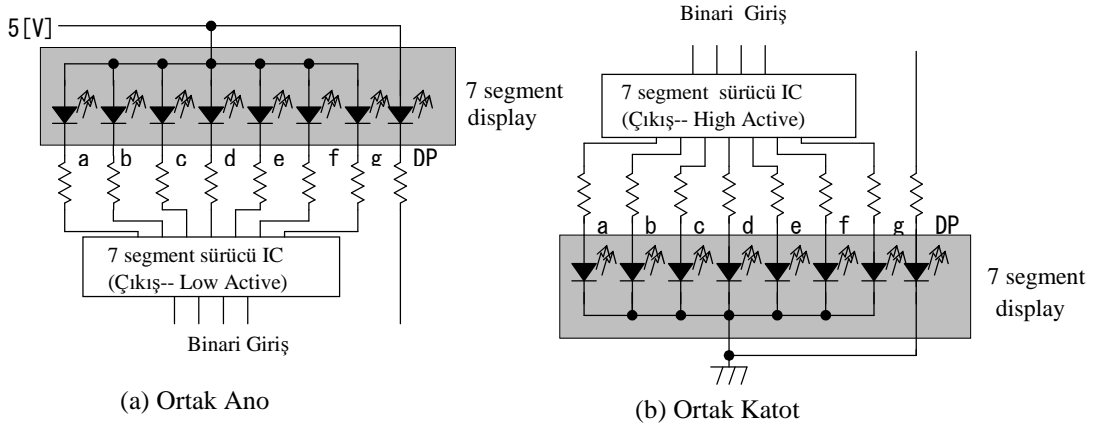 5[V]
7 segment
display
a b c d e f g DP
7 segment sürücü IC
(Çıkış-- Low Active)
Binari Giriş
(a) Ortak Ano
Binari Giriş
7 segment sürücü IC
(Çıkış-- High Active)
a b c d e f g DP
7 segment
display
(b) Ortak Katot